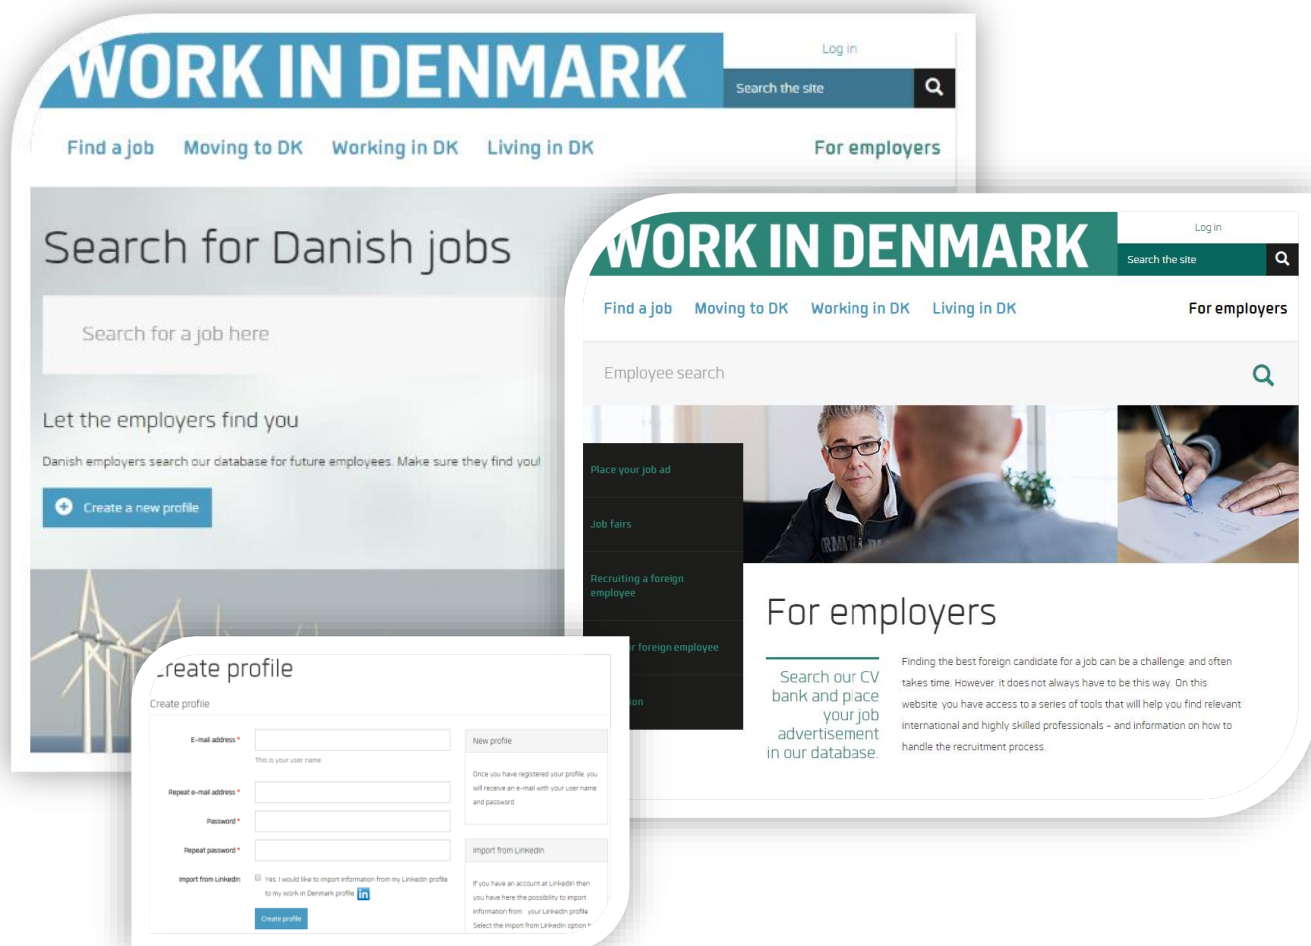 WORK IN DENMARK
Log in
Search the site
Find a job Moving to DK Working in DK Living in DK For employers
Search for Danish jobs
Search for a job here
Let the employers find you
Danish employers search our database for future employees. Make sure they find you!
Create a new profile
WORK IN DENMARK
Log in
Search the site
Find a job Moving to DK Working in DK Living in DK For employers
Employee search
Place your job ad
Job fairs
Recruiting a foreign
employee
foreign employee
For employers
Search our CV
bank and place
your job
advertisement
in our database.
Finding the best foreign candidate for a job can be a challenge, and often
takes time. However, it does not always have to be this way. On this
website, you have access to a series of tools that will help you find relevant
international and highly skilled professionals – and information on how to
handle the recruitment process.
Create profile
Create profile
E-mail address *
This is your user name
Repeat e-mail address *
Password *
Repeat password *
Import from LinkedIn
Yes, I would like to import information from my LinkedIn profile
to my Work in Denmark profile in
Create profile
New profile
Once you have registered your profile, you
will receive an e-mail with your user name
and password.
Import from LinkedIn
If you have an account at LinkedIn then
you have here the possibility to import
information from your LinkedIn profile.
Select the Import from LinkedIn option